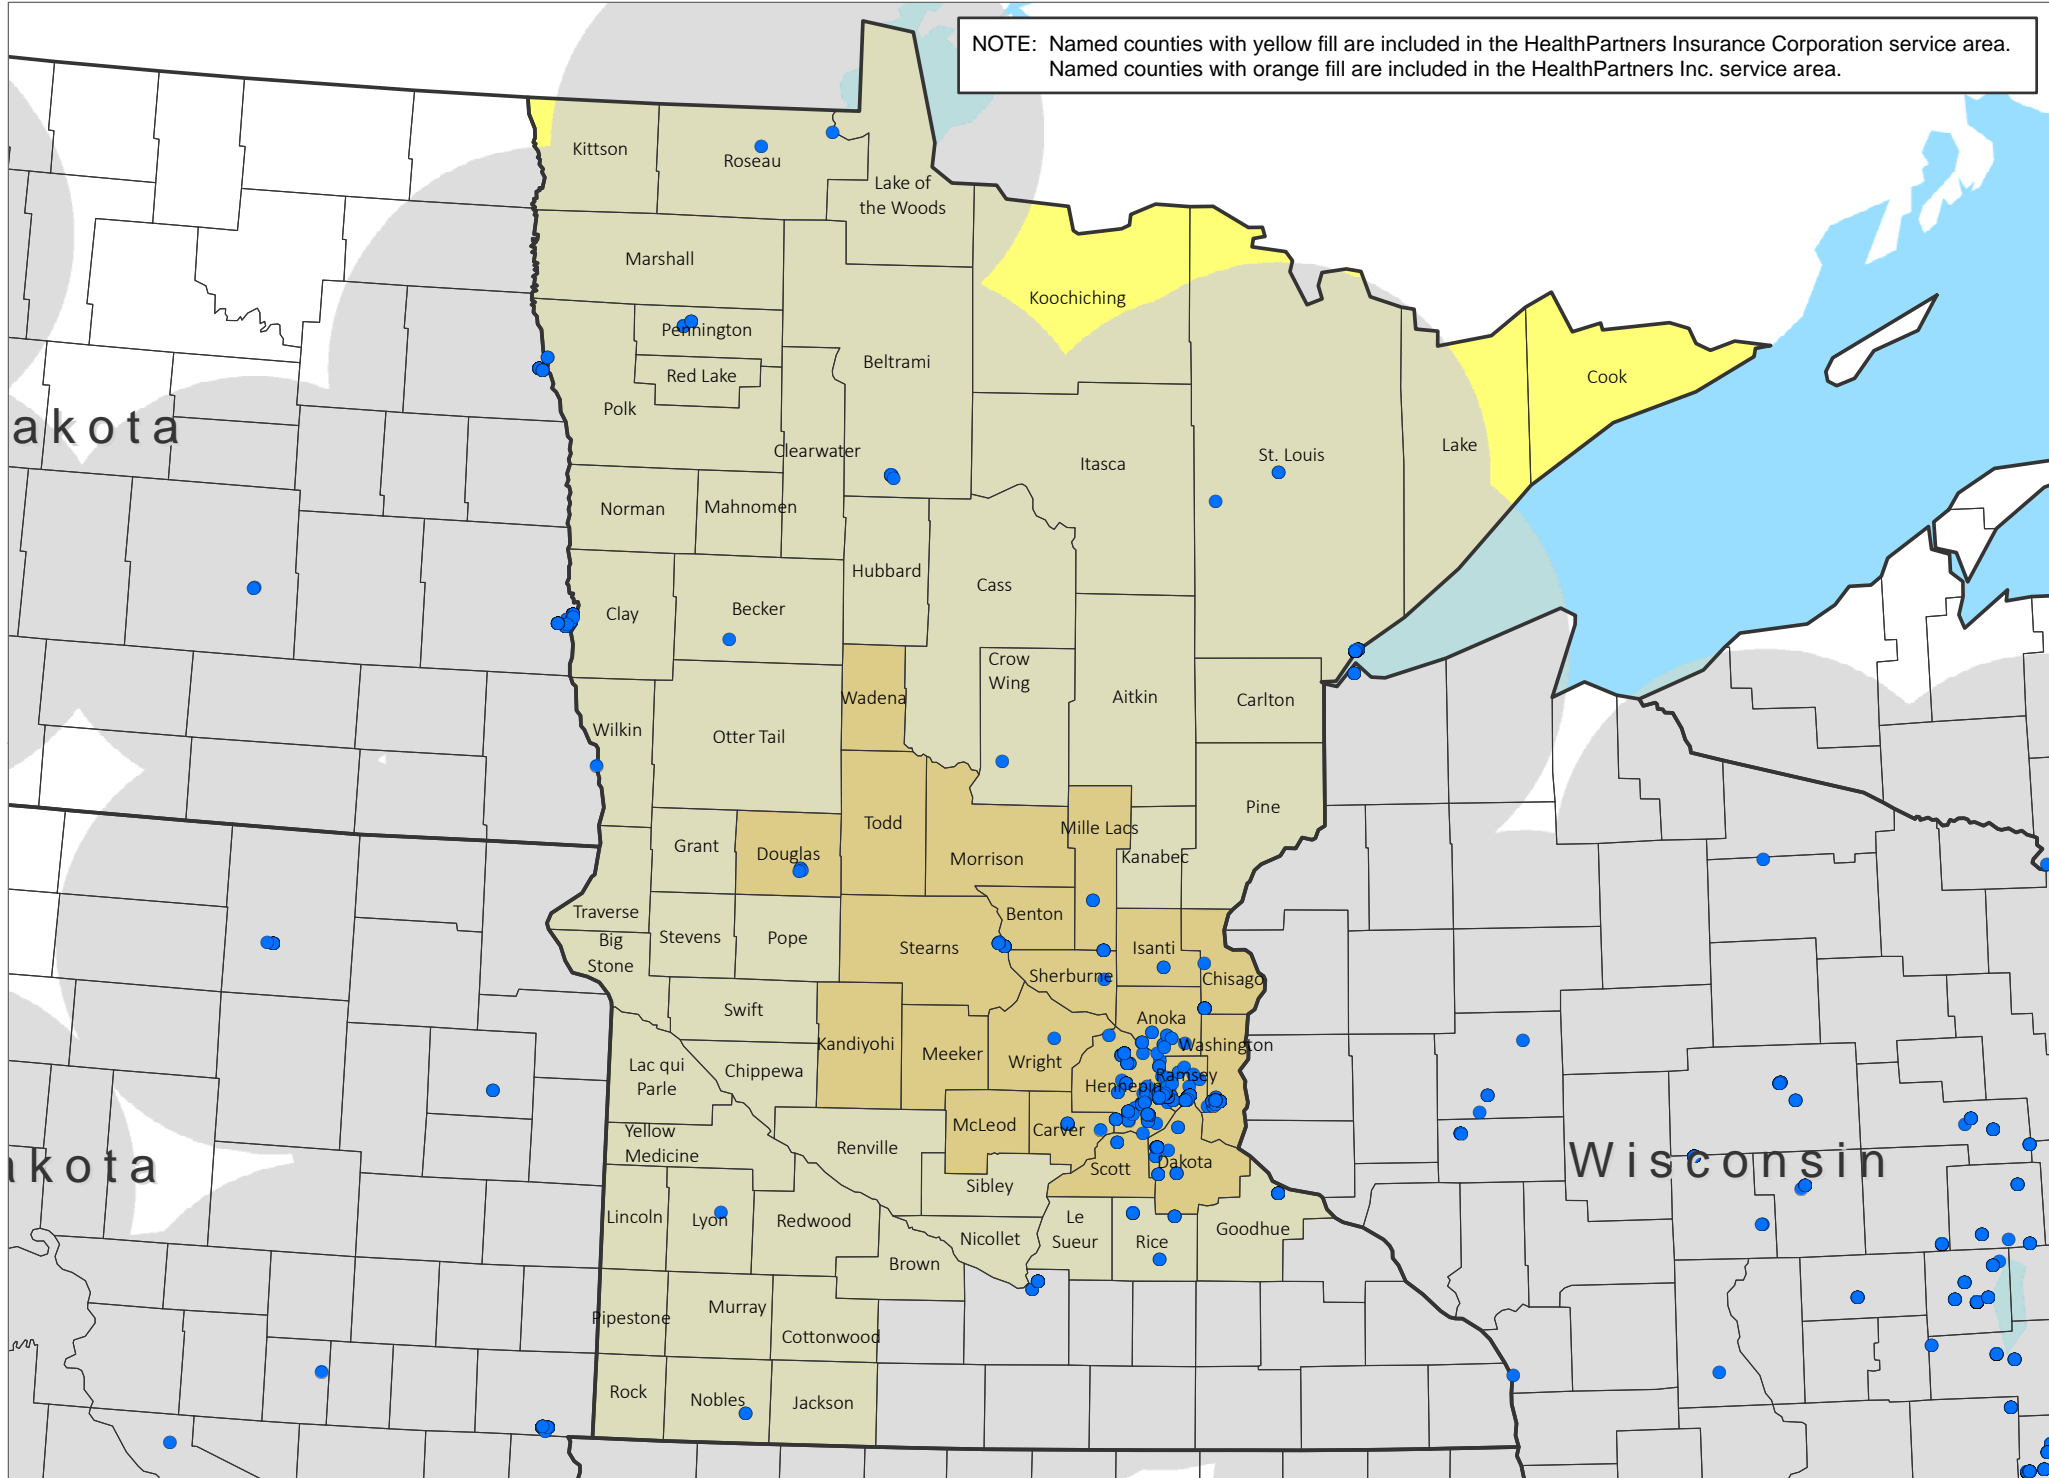 NOTE: Named counties with yellow fill are included in the HealthPartners Insurance Corporation service area.
Named counties with orange fill are included in the HealthPartners Inc. service area.
Kittson
Roseau
Lake of
the Woods
Marshall
Koochiching
Pennington
Beltrami
Red Lake
Cook
Polk
akota
Clearwater
Itasca
St. Louis
Lake
Norman
Mahnomen
Hubbard
Cass
Clay
Becker
Crow
Wing
Wadena
Aitkin
Carlton
Wilkin
Otter Tail
Pine
Todd
Mille Lacs
Grant
Douglas
Morrison
Kanabec
Traverse
Benton
Big
Stone
Stevens
Pope
Stearns
Isanti
Sherburne
Chisago
Swift
Anoka
Kandiyohi
Meeker
Wright
Washington
Lac qui
Parle
Chippewa
Ramsey
Hennepin
McLeod
Carver
Yellow
Medicine
Renville
akota
Scott
Dakota
Wisconsin
Sibley
Lincoln
Lyon
Redwood
Le
Sueur
Nicollet
Rice
Goodhue
Brown
Pipestone
Murray
Cottonwood
Rock
Nobles
Jackson